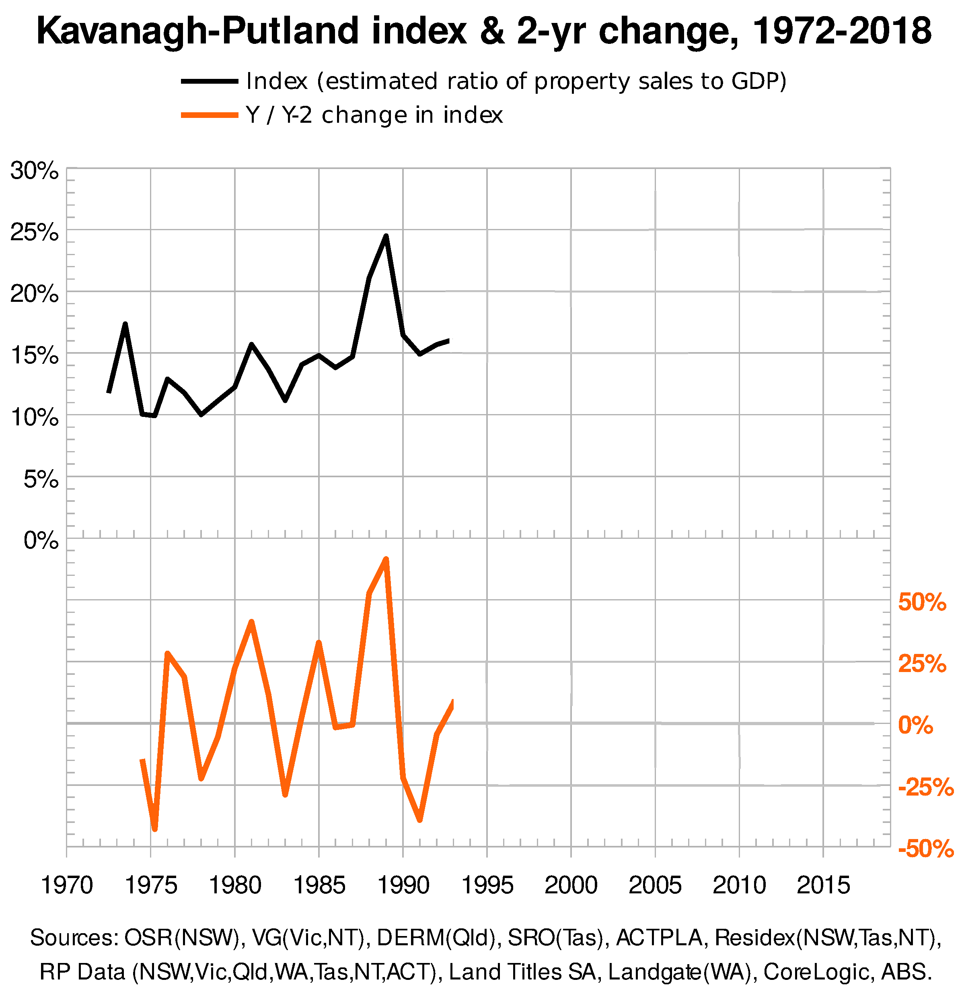 Kavanagh-Putland index & 2-yr change, 1972-2018
Index (estimated ratio of property sales to GDP)
Y / Y-2 change in index
30%
25%
20%
15%
10%
5%
0%
50%
25%
0%
-25%
-50%
1970 1975 1980 1985 1990 1995 2000 2005 2010 2015
Sources: OSR(NSW), VG(Vic,NT), DERM(Qld), SRO(Tas), ACTPLA, Residex(NSW,Tas,NT),
RP Data (NSW,Vic,Qld,WA,Tas,NT,ACT), Land Titles SA, Landgate(WA), CoreLogic, ABS.